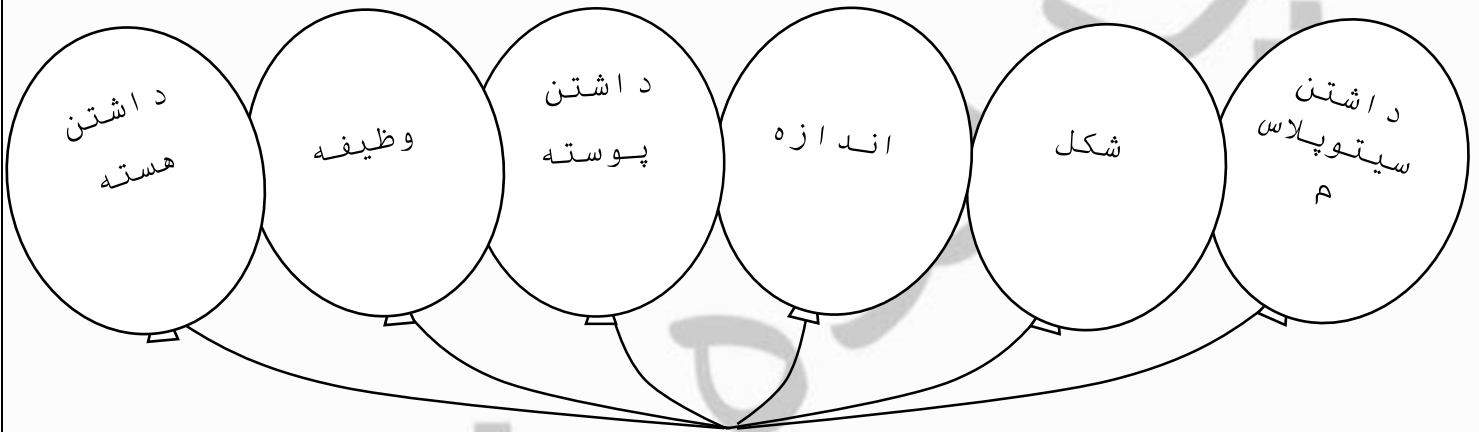 داشتن
سیتوپلاس
م
شکل
اندازه
داشتن
پوسته
وظیفه
داشتن
هسته